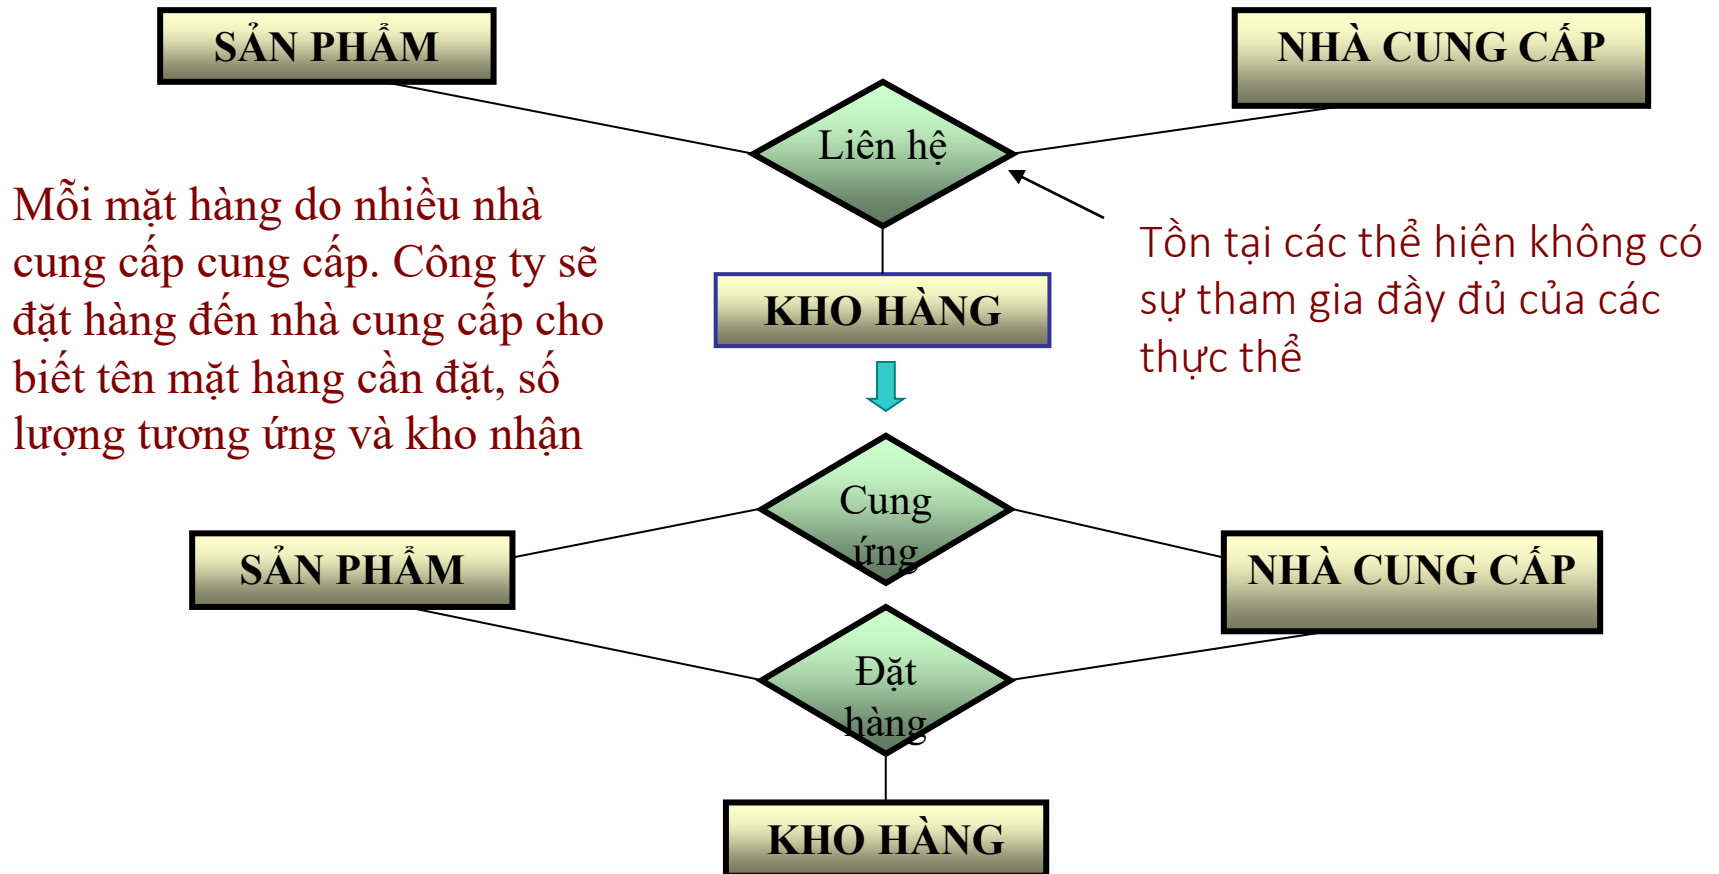 SẢN PHẨM
NHÀ CUNG CẤP
Liên hệ
Mỗi mặt hàng do nhiều nhà
cung cấp cung cấp. Công ty sẽ
đặt hàng đến nhà cung cấp cho
biết tên mặt hàng cần đặt, số
lượng tương ứng và kho nhận
Tồn tại các thể hiện không có
sự tham gia đầy đủ của các
thực thể
KHO HÀNG
Cung
ứng
SẢN PHẨM
NHÀ CUNG CẤP
Đặt
hàng
KHO HÀNG